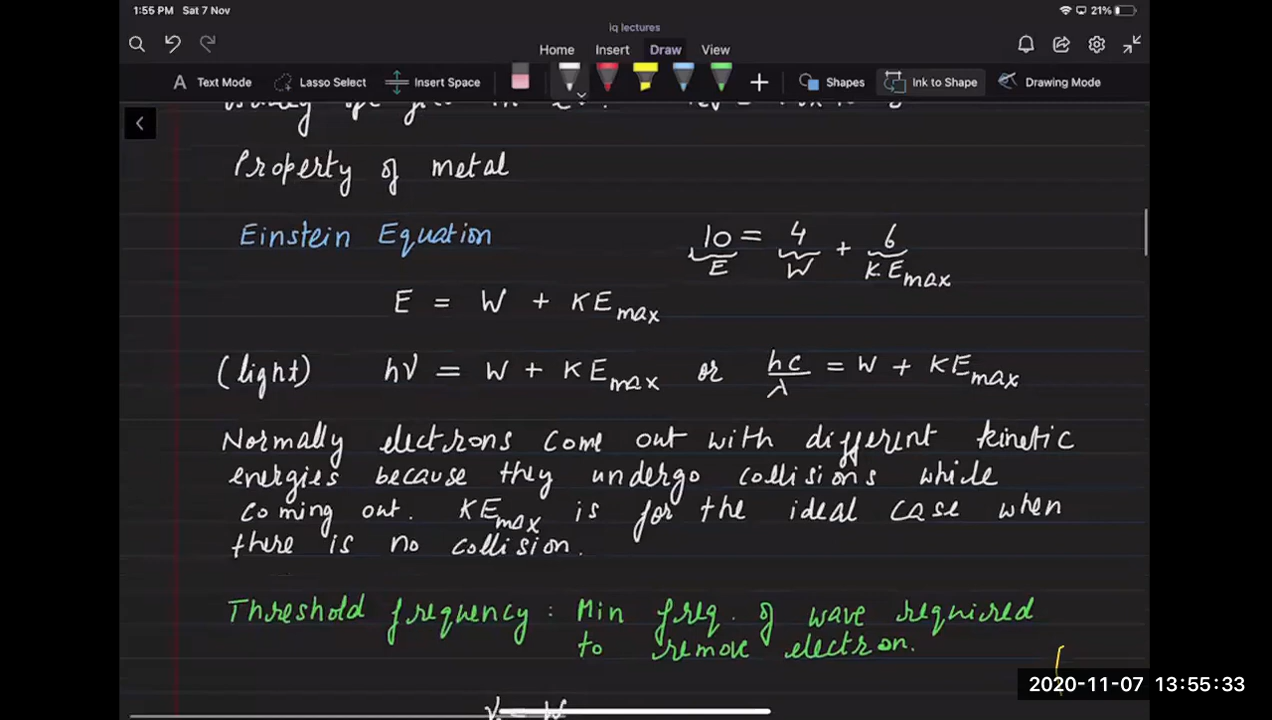 1:55 PM Sat 7 Nov
21%
iq lectures
Home Insert Draw View
Text Mode Lasso Select Insert Space Shapes Ink to Shape Drawing Mode
Property of metal
Einstein Equation
10 = 4 + 6
E W KEmax
E = W + KEmax
(light) hν = W + KEmax or hc/λ = W + KEmax
Normally electrons come out with different kinetic
energies because they undergo collisions while
coming out. KEmax is for the ideal case when
there is no collision.
Threshold frequency : Min freq. of wave required
to remove electron.
2020-11-07 13:55:33